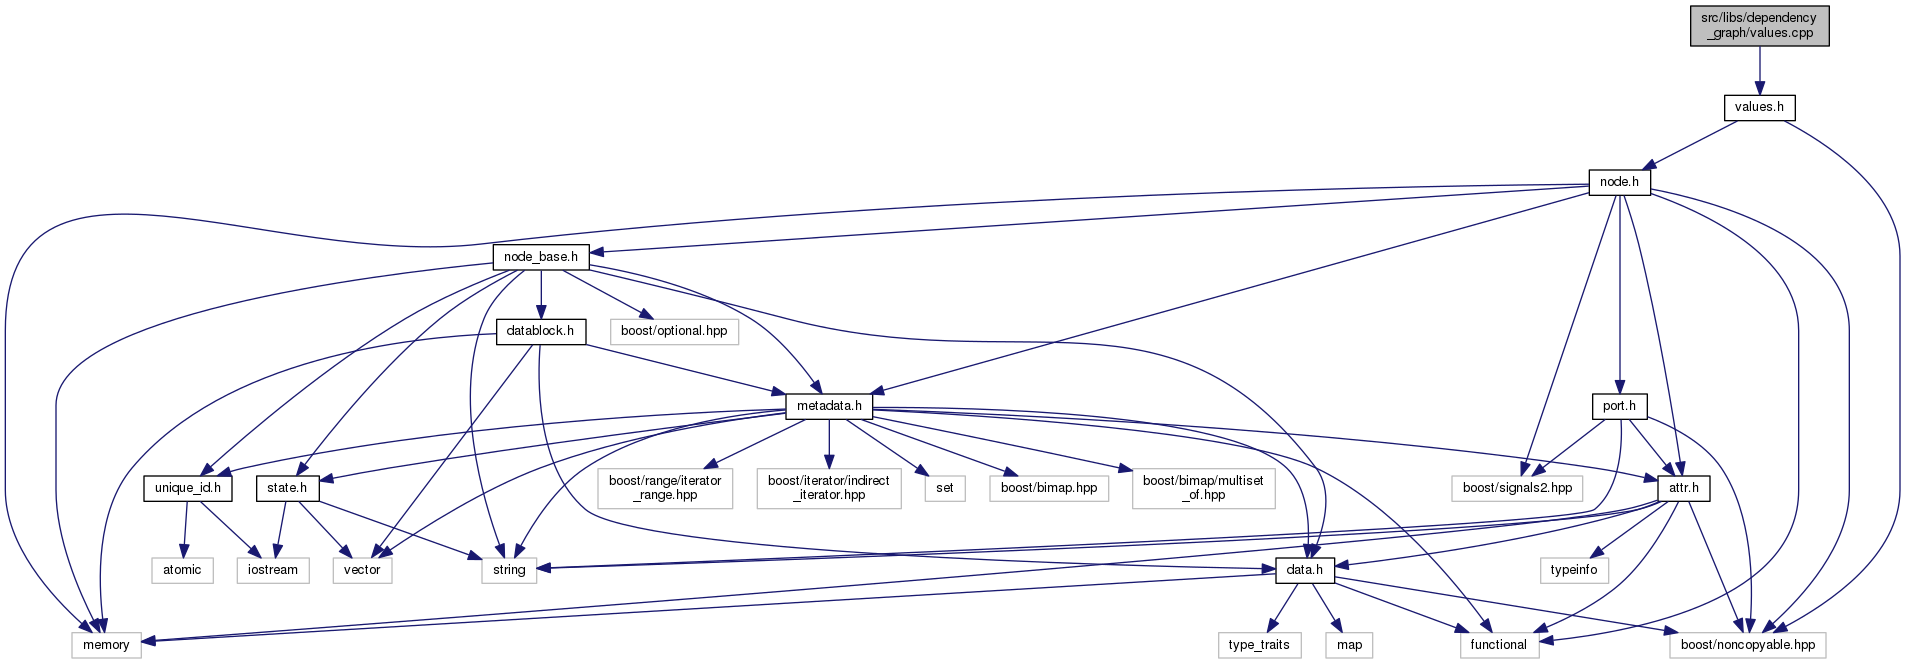 src/libs/dependency
_graph/values.cpp
values.h
node.h
node_base.h
datablock.h
boost/optional.hpp
metadata.h
port.h
unique_id.h
state.h
boost/range/iterator
_range.hpp
boost/iterator/indirect
_iterator.hpp
set
boost/bimap.hpp
boost/bimap/multiset
_of.hpp
boost/signals2.hpp
attr.h
atomic
iostream
vector
string
data.h
typeinfo
memory
type_traits
map
functional
boost/noncopyable.hpp